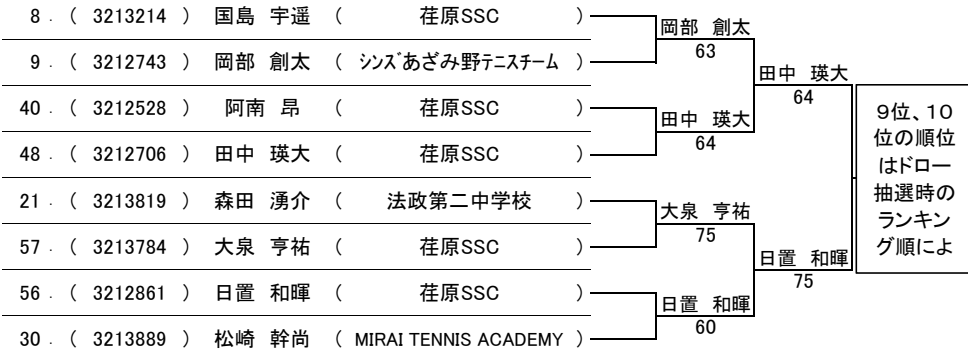 8 . ( 3213214 ) 国島 宇遥 ( 荏原SSC )
岡部 創太
63
9 . ( 3212743 ) 岡部 創太 ( シンズあざみ野テニスチーム )
田中 瑛大
64
40 . ( 3212528 ) 阿南 昂 ( 荏原SSC )
田中 瑛大
64
48 . ( 3212706 ) 田中 瑛大 ( 荏原SSC )
9位、10
位の順位
はドロー
抽選時の
ランキン
グ順によ
21 . ( 3213819 ) 森田 湧介 ( 法政第二中学校 )
大泉 亨祐
75
57 . ( 3213784 ) 大泉 亨祐 ( 荏原SSC )
日置 和暉
75
56 . ( 3212861 ) 日置 和暉 ( 荏原SSC )
日置 和暉
60
30 . ( 3213889 ) 松崎 幹尚 ( MIRAI TENNIS ACADEMY )